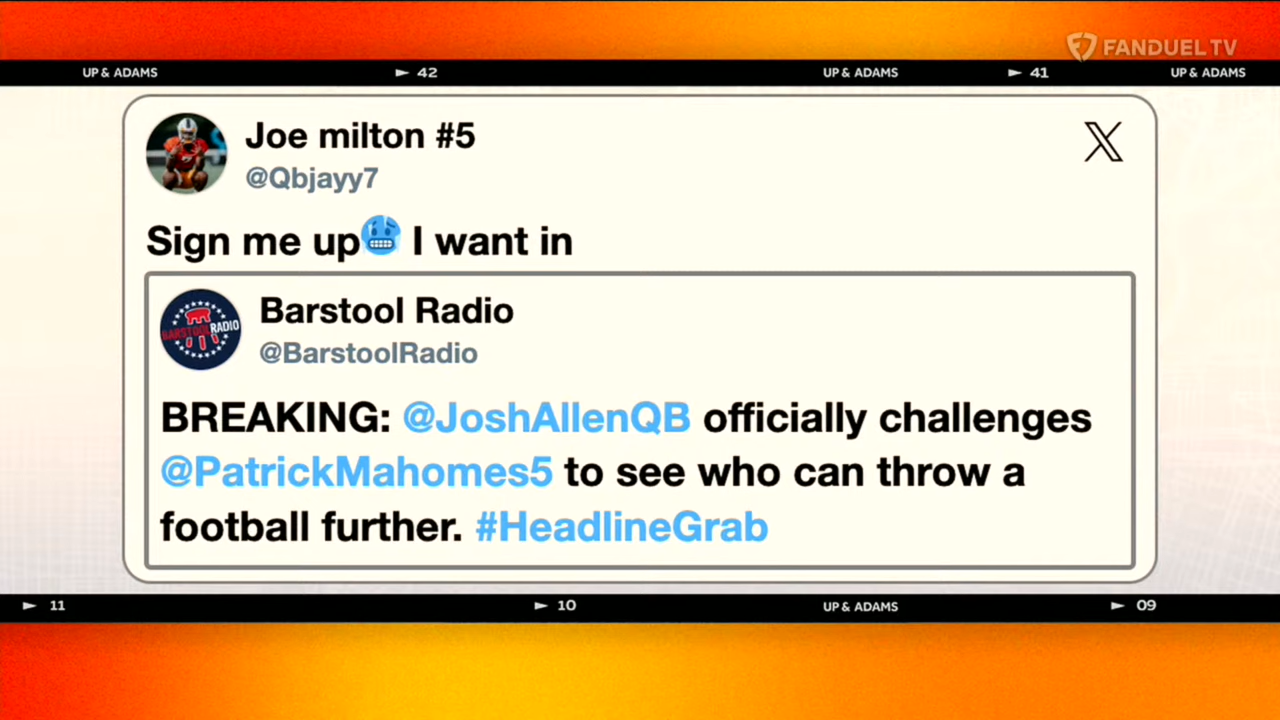 FANDUEL TV
UP & ADAMS ► 42 UP & ADAMS ► 41 UP & ADAMS
Joe milton #5
@Qbjayy7
Sign me up🥶 I want in
BARSTOOL RADIO
Barstool Radio
@BarstoolRadio
BREAKING: @JoshAllenQB officially challenges
@PatrickMahomes5 to see who can throw a
football further. #HeadlineGrab
► 11 ► 10 UP & ADAMS ► 09